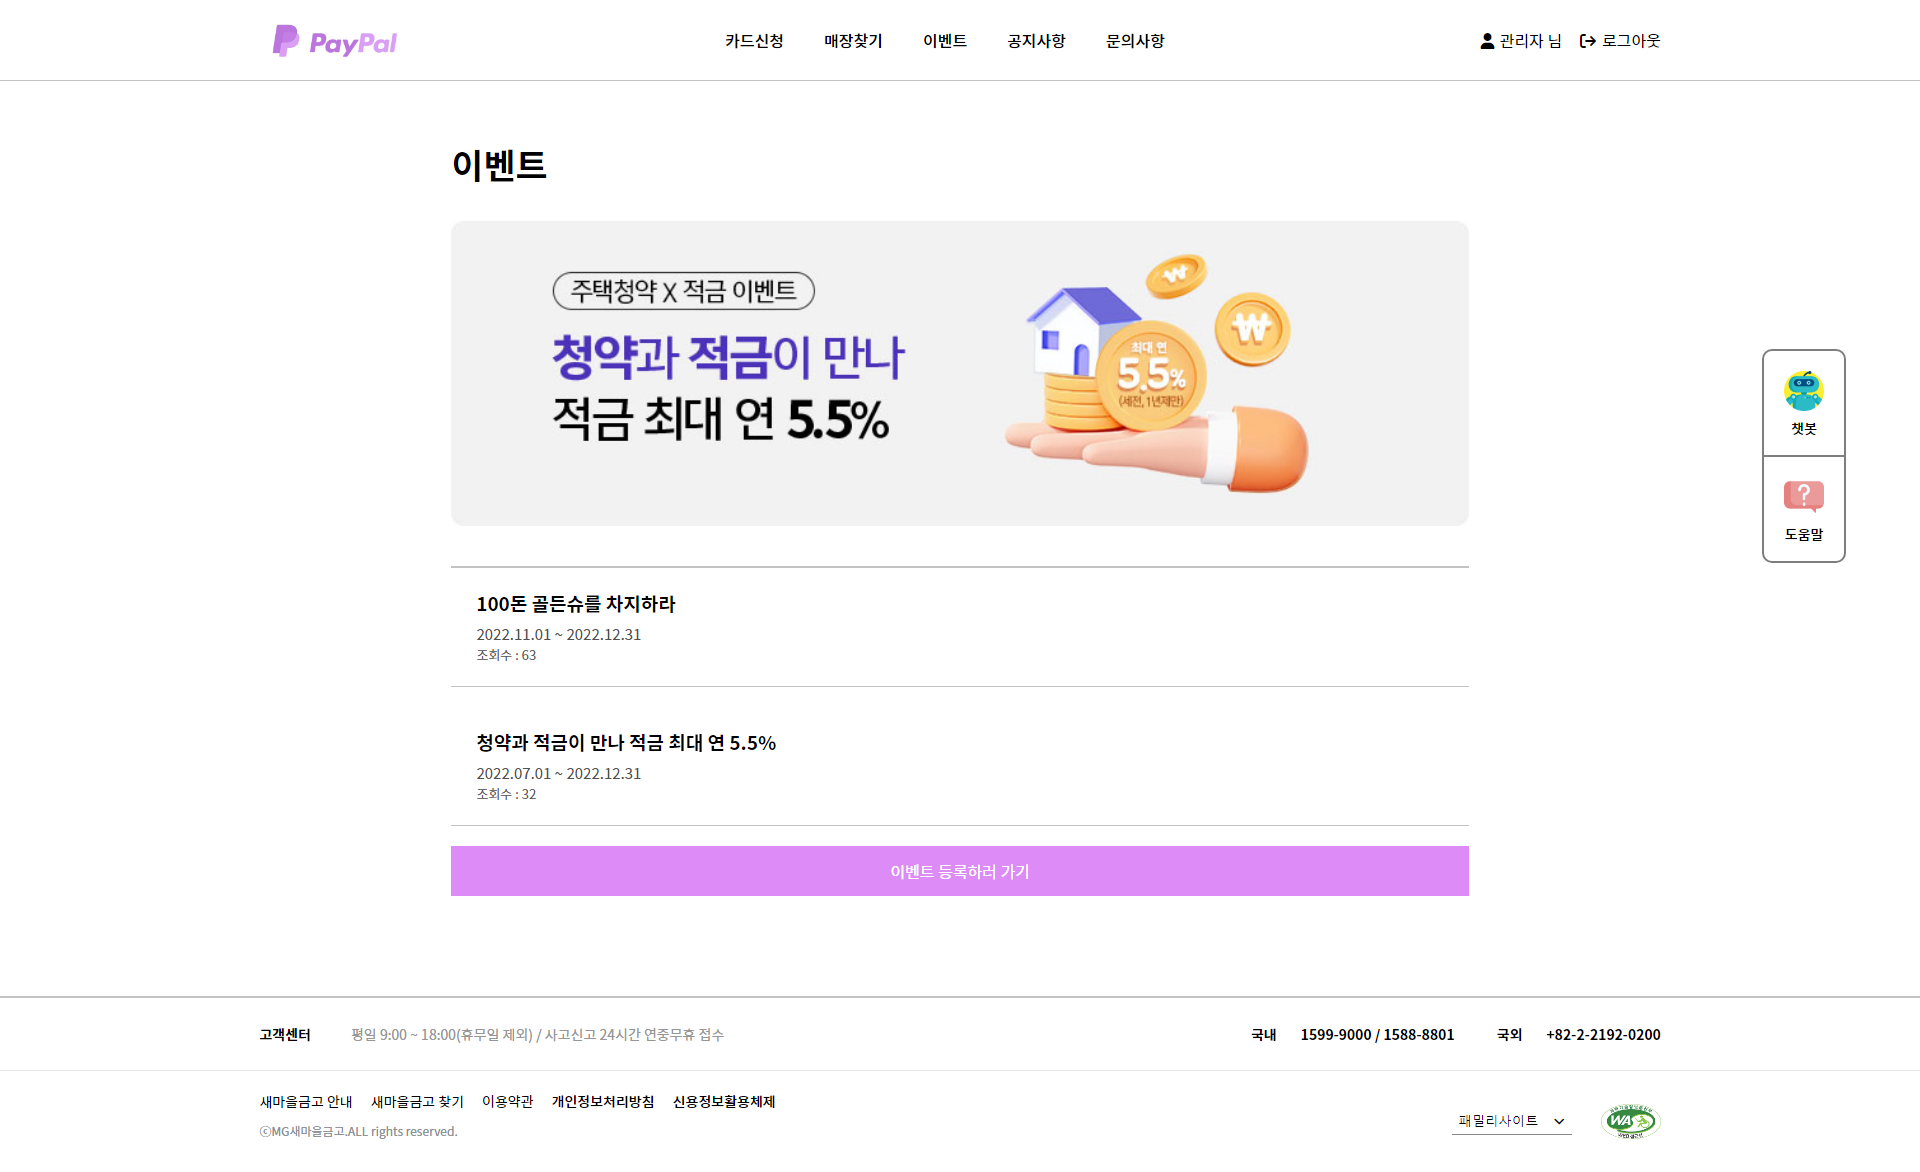 PayPal
카드신청 매장찾기 이벤트 공지사항 문의사항
관리자 님 로그아웃
이벤트
주택청약 X 적금 이벤트
청약과 적금이 만나
적금 최대 연 5.5%
최대 연
5.5%
(세전, 1년제만)
챗봇
도움말
100돈 골든슈를 차지하라
2022.11.01 ~ 2022.12.31
조회수 : 63
청약과 적금이 만나 적금 최대 연 5.5%
2022.07.01 ~ 2022.12.31
조회수 : 32
이벤트 등록하러 가기
고객센터 평일 9:00 ~ 18:00(휴무일 제외) / 사고신고 24시간 연중무휴 접수
국내 1599-9000 / 1588-8801 국외 +82-2-2192-0200
새마을금고 안내 새마을금고 찾기 이용약관 개인정보처리방침 신용정보활용체제
ⓒMG새마을금고.ALL rights reserved.
패밀리사이트
WA